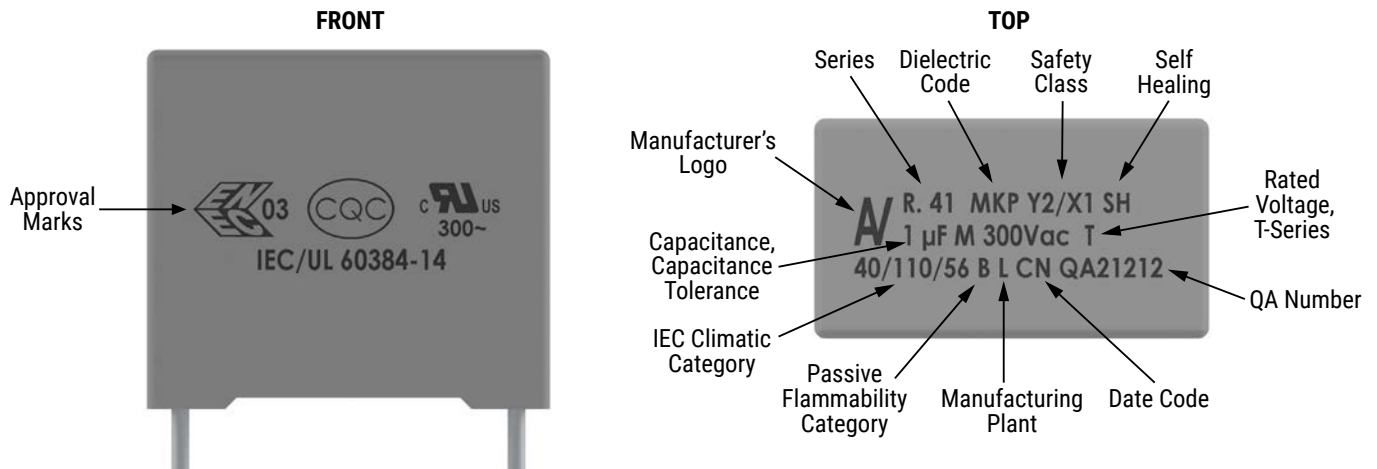 FRONT
Approval
Marks
EN
EC
03
CQC
C
US
300~
IEC/UL 60384-14
TOP
Series
Dielectric
Code
Safety
Class
Self
Healing
Manufacturer's
Logo
R. 41 MKP Y2/X1 SH
1 µF M 300Vac T
40/110/56 B L CN QA21212
Rated
Voltage,
T-Series
Capacitance,
Capacitance
Tolerance
QA Number
IEC Climatic
Category
Passive
Flammability
Category
Manufacturing
Plant
Date Code